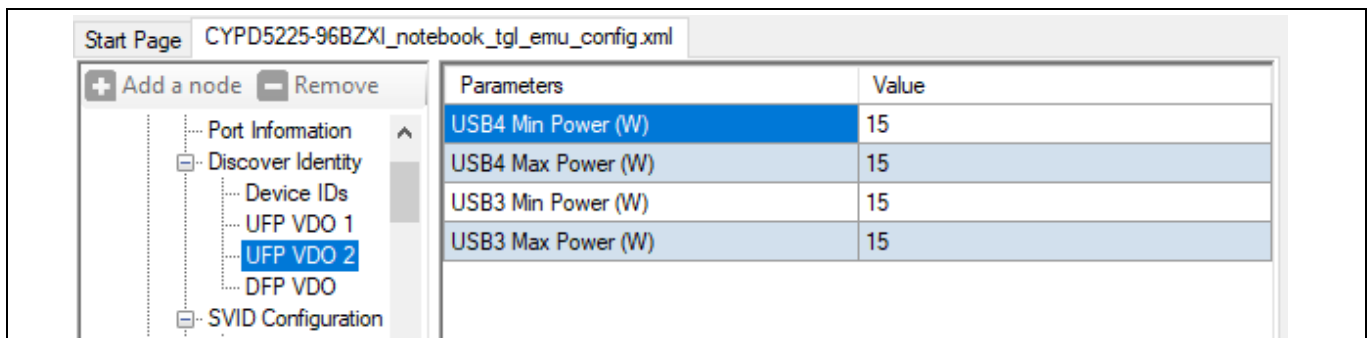 Start Page CYPD5225-96BZXI_notebook_tgl_emu_config.xml
Add a node Remove
Port Information
Discover Identity
Device IDs
UFP VDO 1
UFP VDO 2
DFP VDO
SVID Configuration
Parameters Value
USB4 Min Power (W) 15
USB4 Max Power (W) 15
USB3 Min Power (W) 15
USB3 Max Power (W) 15